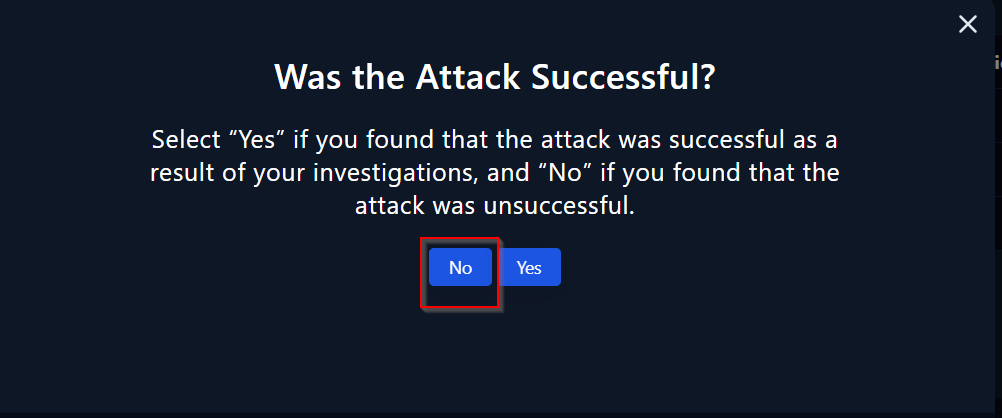 Was the Attack Successful?
Select “Yes” if you found that the attack was successful as a
result of your investigations, and “No” if you found that the
attack was unsuccessful.
No Yes